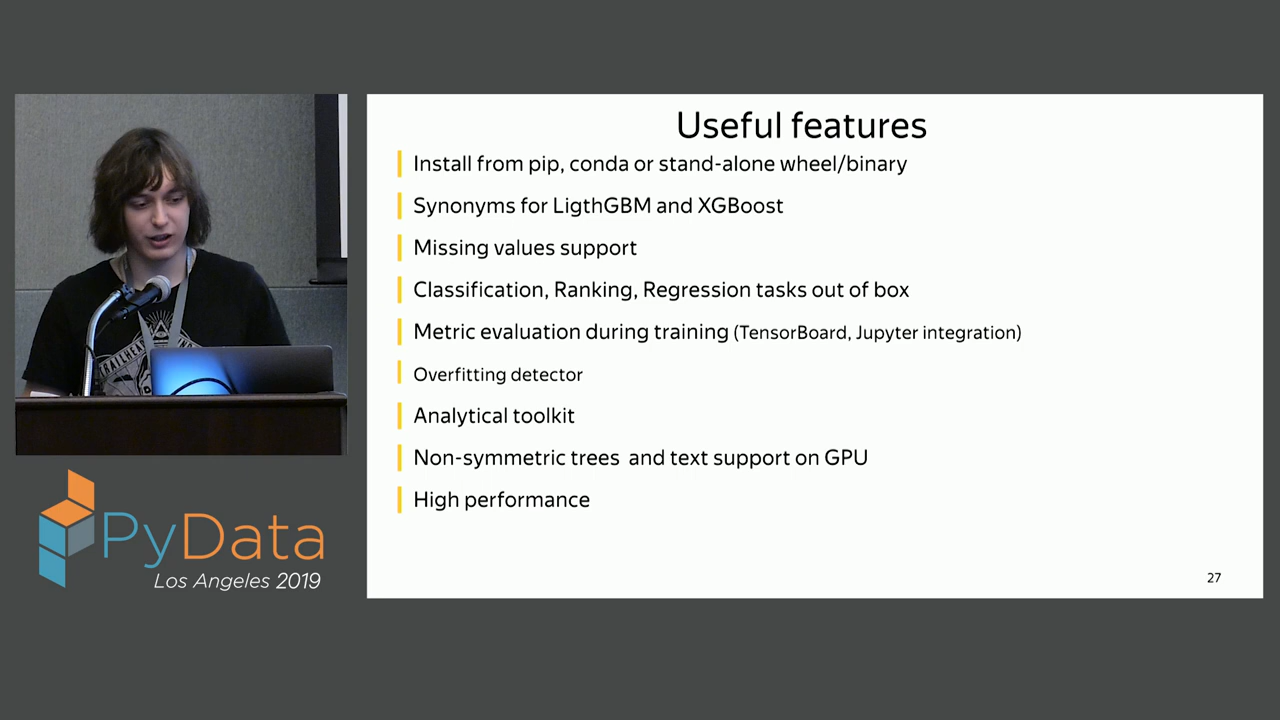 Useful features
Install from pip, conda or stand-alone wheel/binary
Synonyms for LigthGBM and XGBoost
Missing values support
Classification, Ranking, Regression tasks out of box
Metric evaluation during training (TensorBoard, Jupyter integration)
Overfitting detector
Analytical toolkit
Non-symmetric trees and text support on GPU
High performance
27
PyData
Los Angeles 2019